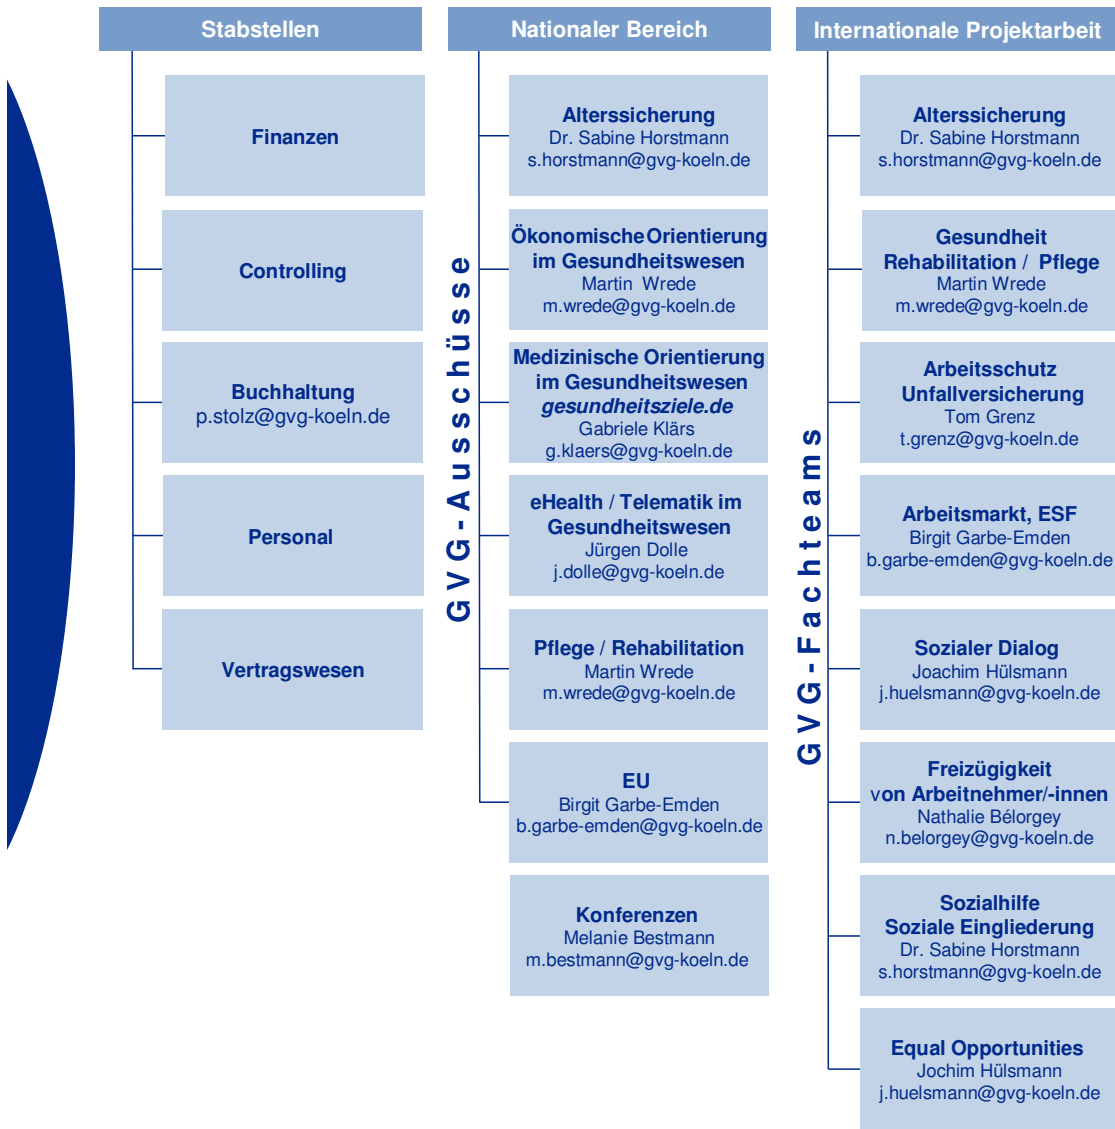 Stabstellen
Finanzen
Controlling
Buchhaltung
p.stolz@gvg-koeln.de
Personal
Vertragswesen
Nationaler Bereich
GVG-Ausschüsse
Alterssicherung
Dr. Sabine Horstmann
s.horstmann@gvg-koeln.de
Ökonomische Orientierung
im Gesundheitswesen
Martin Wrede
m.wrede@gvg-koeln.de
Medizinische Orientierung
im Gesundheitswesen
gesundheitsziele.de
Gabriele Klärs
g.klaers@gvg-koeln.de
eHealth / Telematik im
Gesundheitswesen
Jürgen Dolle
j.dolle@gvg-koeln.de
Pflege / Rehabilitation
Martin Wrede
m.wrede@gvg-koeln.de
EU
Birgit Garbe-Emden
b.garbe-emden@gvg-koeln.de
Konferenzen
Melanie Bestmann
m.bestmann@gvg-koeln.de
Internationale Projektarbeit
GVG-Fachteams
Alterssicherung
Dr. Sabine Horstmann
s.horstmann@gvg-koeln.de
Gesundheit
Rehabilitation / Pflege
Martin Wrede
m.wrede@gvg-koeln.de
Arbeitsschutz
Unfallversicherung
Tom Grenz
t.grenz@gvg-koeln.de
Arbeitsmarkt, ESF
Birgit Garbe-Emden
b.garbe-emden@gvg-koeln.de
Sozialer Dialog
Joachim Hülsmann
j.huelsmann@gvg-koeln.de
Freizügigkeit
von Arbeitnehmer/-innen
Nathalie Bélorgey
n.belorgey@gvg-koeln.de
Sozialhilfe
Soziale Eingliederung
Dr. Sabine Horstmann
s.horstmann@gvg-koeln.de
Equal Opportunities
Jochim Hülsmann
j.huelsmann@gvg-koeln.de